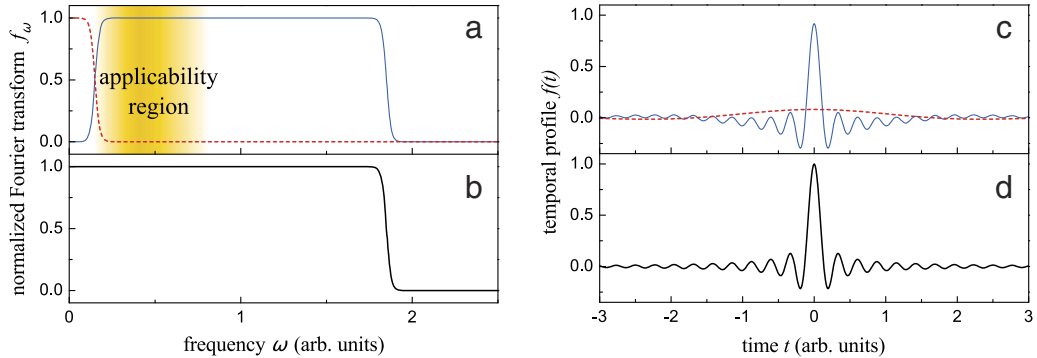 normalized Fourier transform fω
1.0
0.5
0.0
a
applicability
region
1.0
0.5
0.0
b
0
1
2
frequency ω (arb. units)
temporal profile f(t)
1.0
0.5
0.0
c
1.0
0.5
0.0
d
-3
-2
-1
0
1
2
3
time t (arb. units)